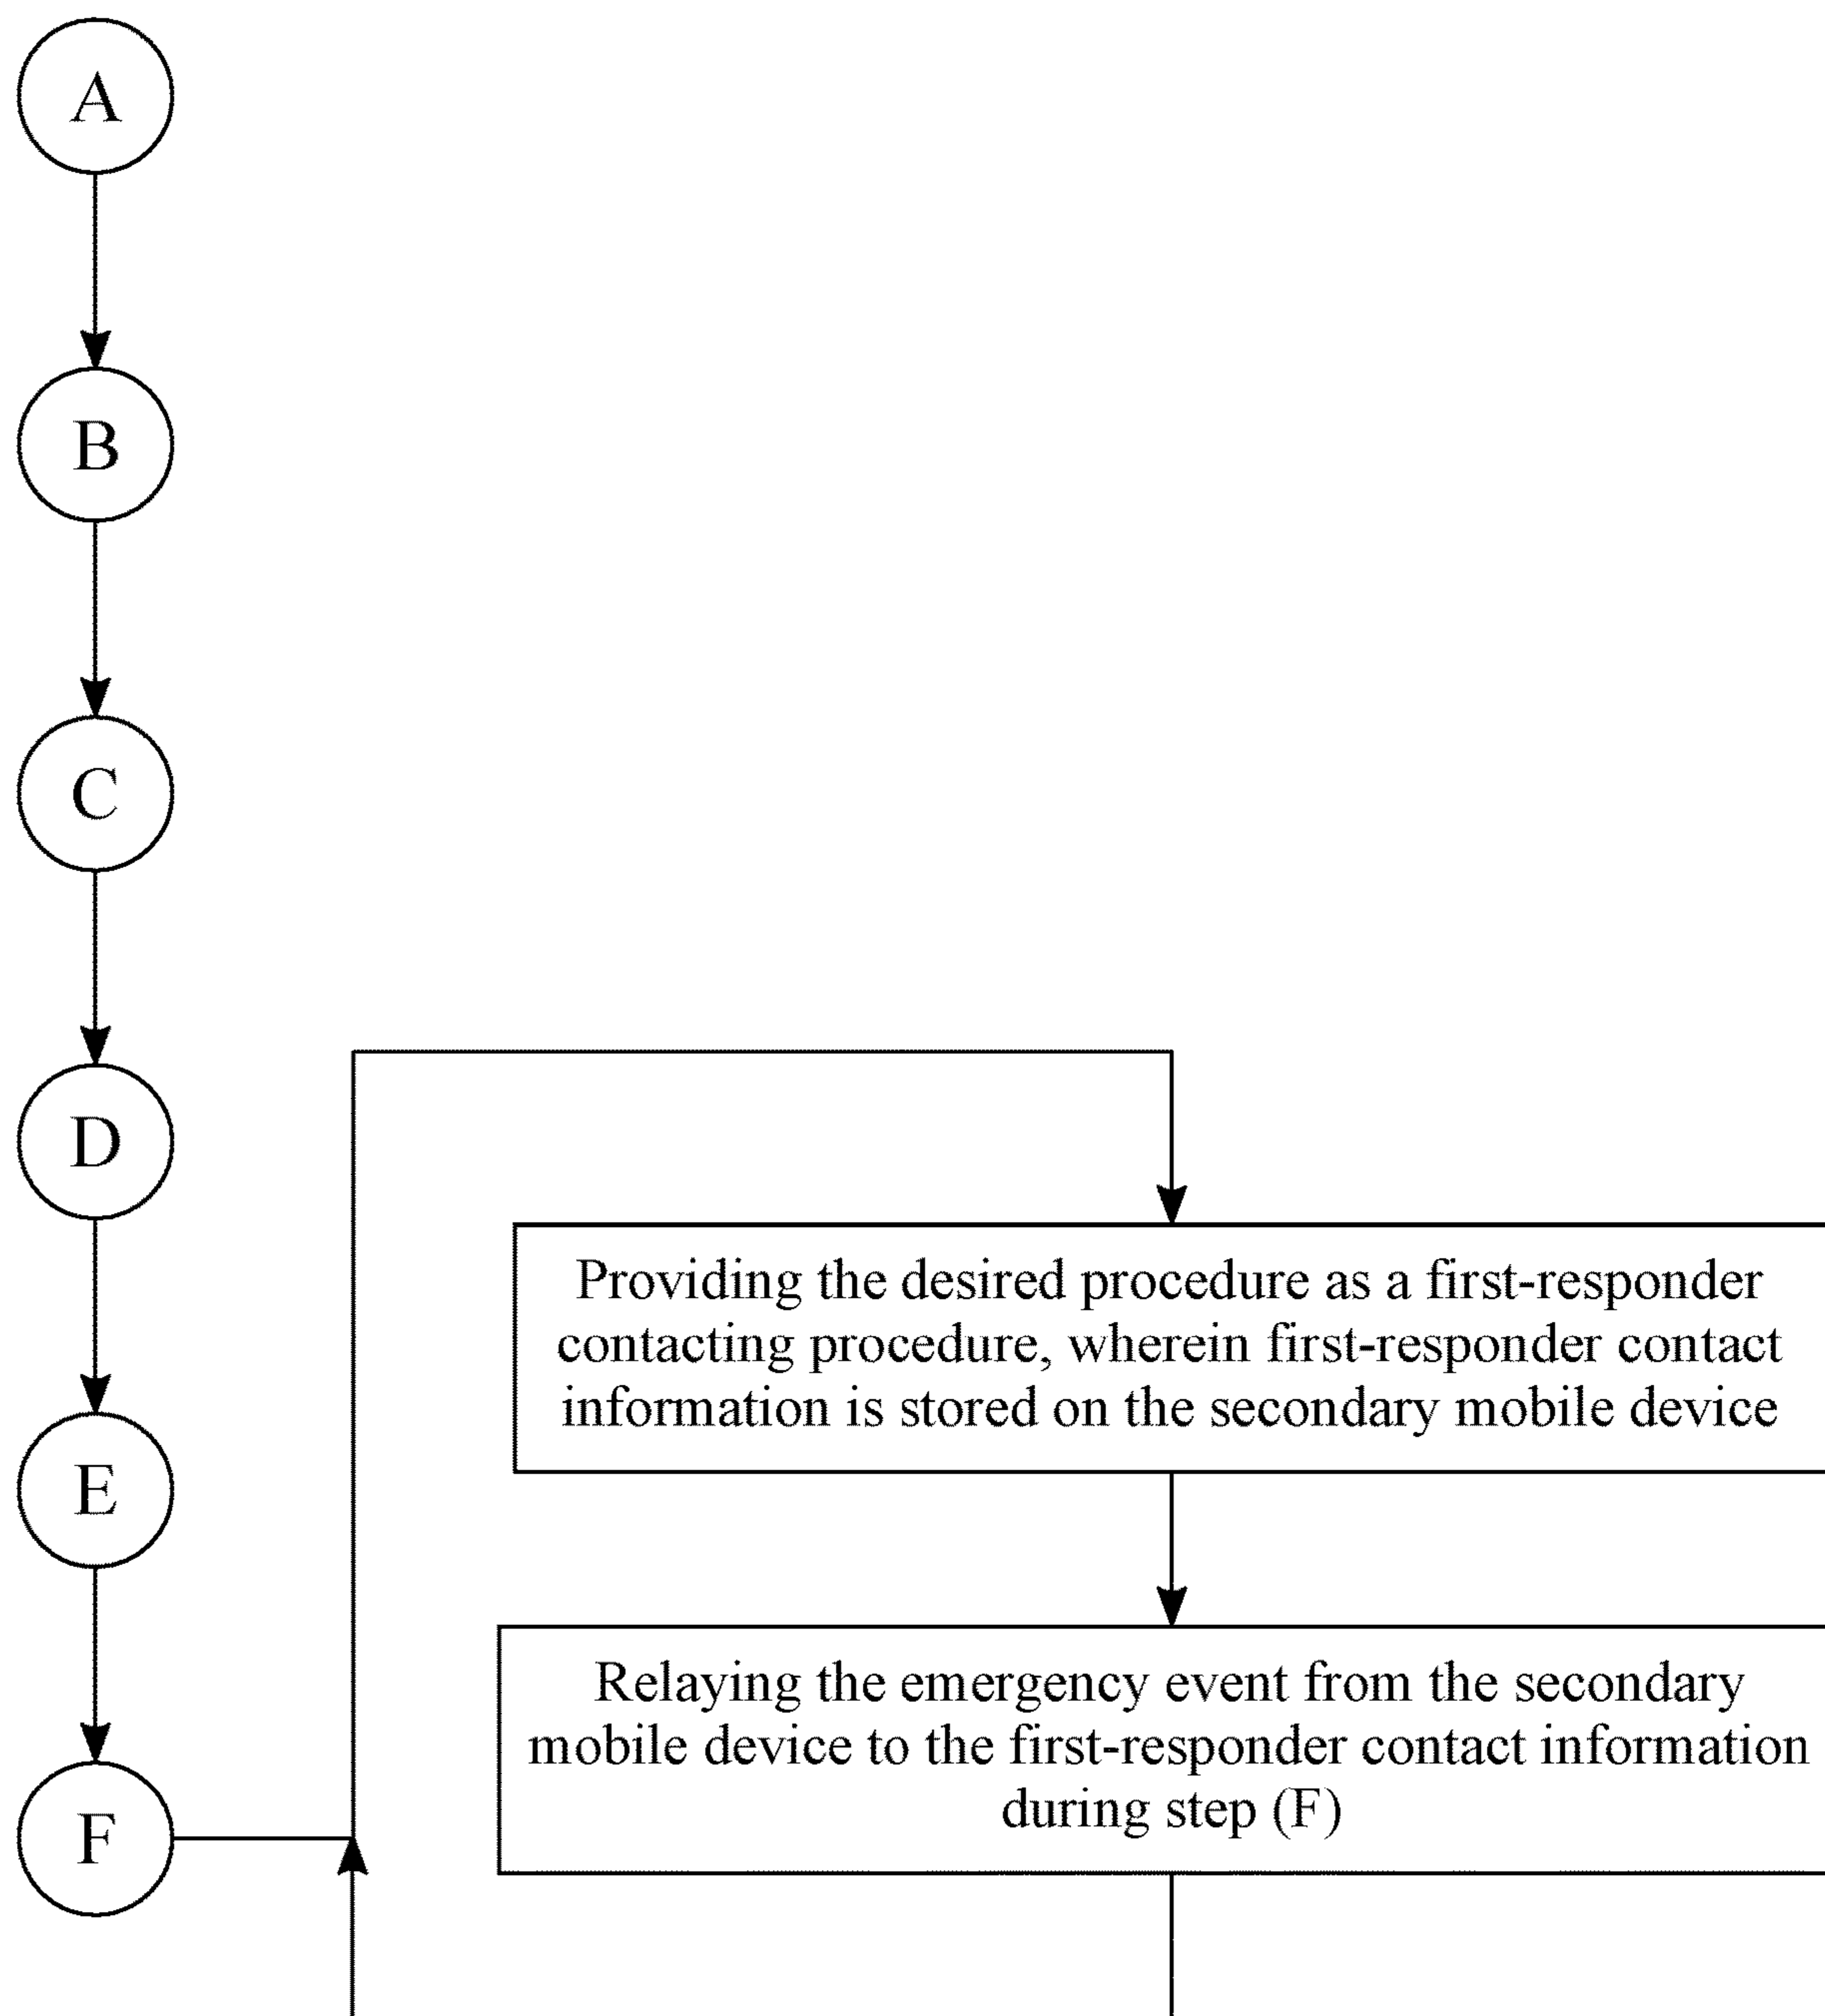 A
B
C
D
E
F
Providing the desired procedure as a first-responder
contacting procedure, wherein first-responder contact
information is stored on the secondary mobile device
Relaying the emergency event from the secondary
mobile device to the first-responder contact information
during step (F)